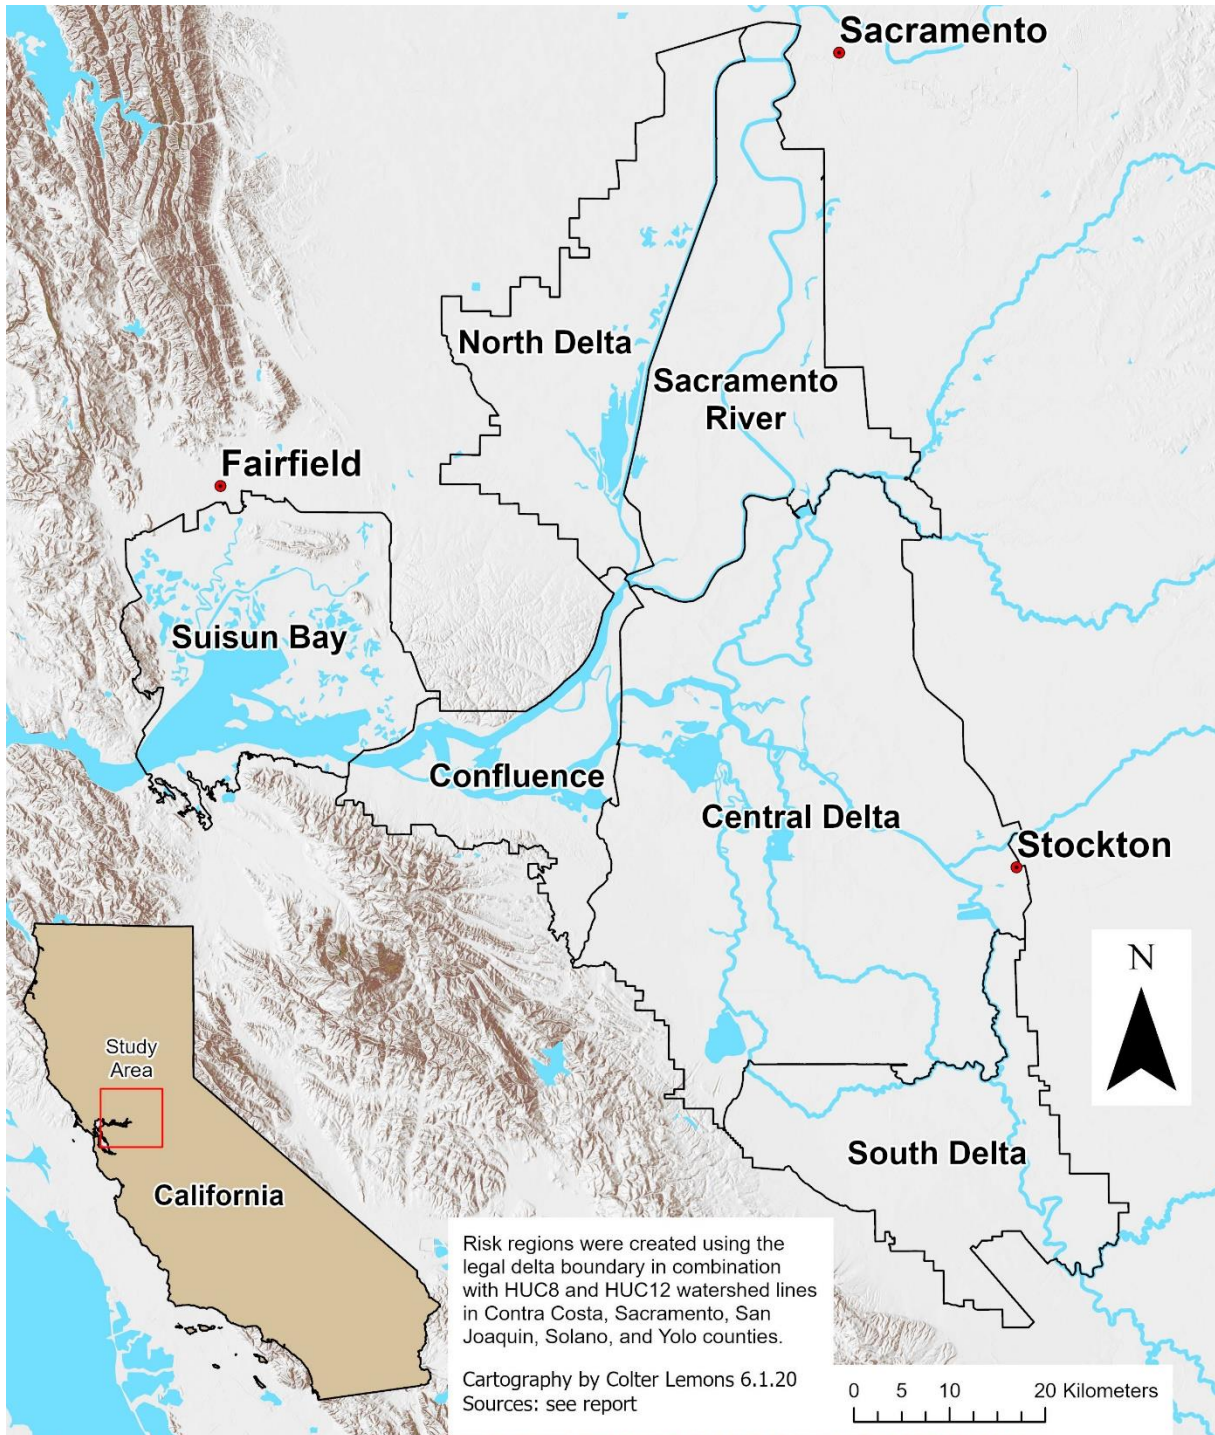 Sacramento
North Delta
Sacramento
River
Fairfield
Suisun Bay
Confluence
Central Delta
Stockton
N
Study
Area
South Delta
California
Risk regions were created using the
legal delta boundary in combination
with HUC8 and HUC12 watershed lines
in Contra Costa, Sacramento, San
Joaquin, Solano, and Yolo counties.
Cartography by Colter Lemons 6.1.20
Sources: see report
0 5 10 20 Kilometers